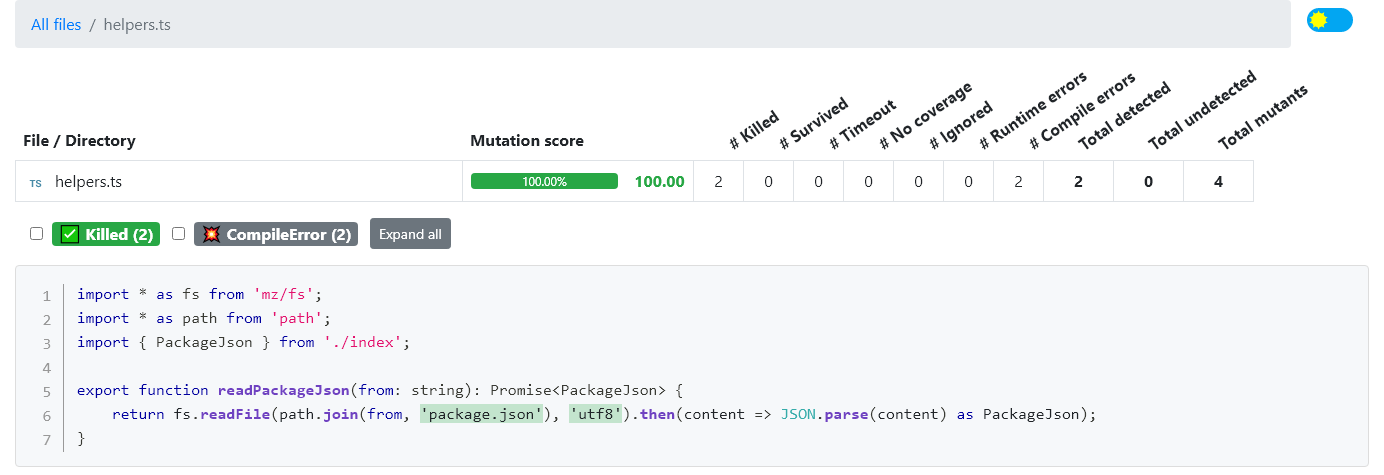 All files / helpers.ts
File / Directory Mutation score # Killed # Survived # Timeout # No coverage # Ignored # Runtime errors # Compile errors Total detected Total undetected Total mutants
TS helpers.ts 100.00% 100.00 2 0 0 0 0 0 2 2 0 4
✅ Killed (2) 💥 CompileError (2) Expand all
1 import * as fs from 'mz/fs';
2 import * as path from 'path';
3 import { PackageJson } from './index';
4
5 export function readPackageJson(from: string): Promise<PackageJson> {
6     return fs.readFile(path.join(from, 'package.json'), 'utf8').then(content => JSON.parse(content) as PackageJson);
7 }